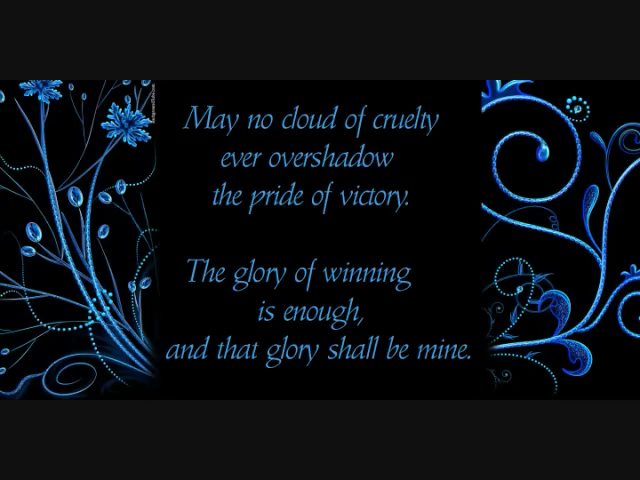 May no cloud of cruelty
ever overshadow
the pride of victory.
The glory of winning
is enough,
and that glory shall be mine.